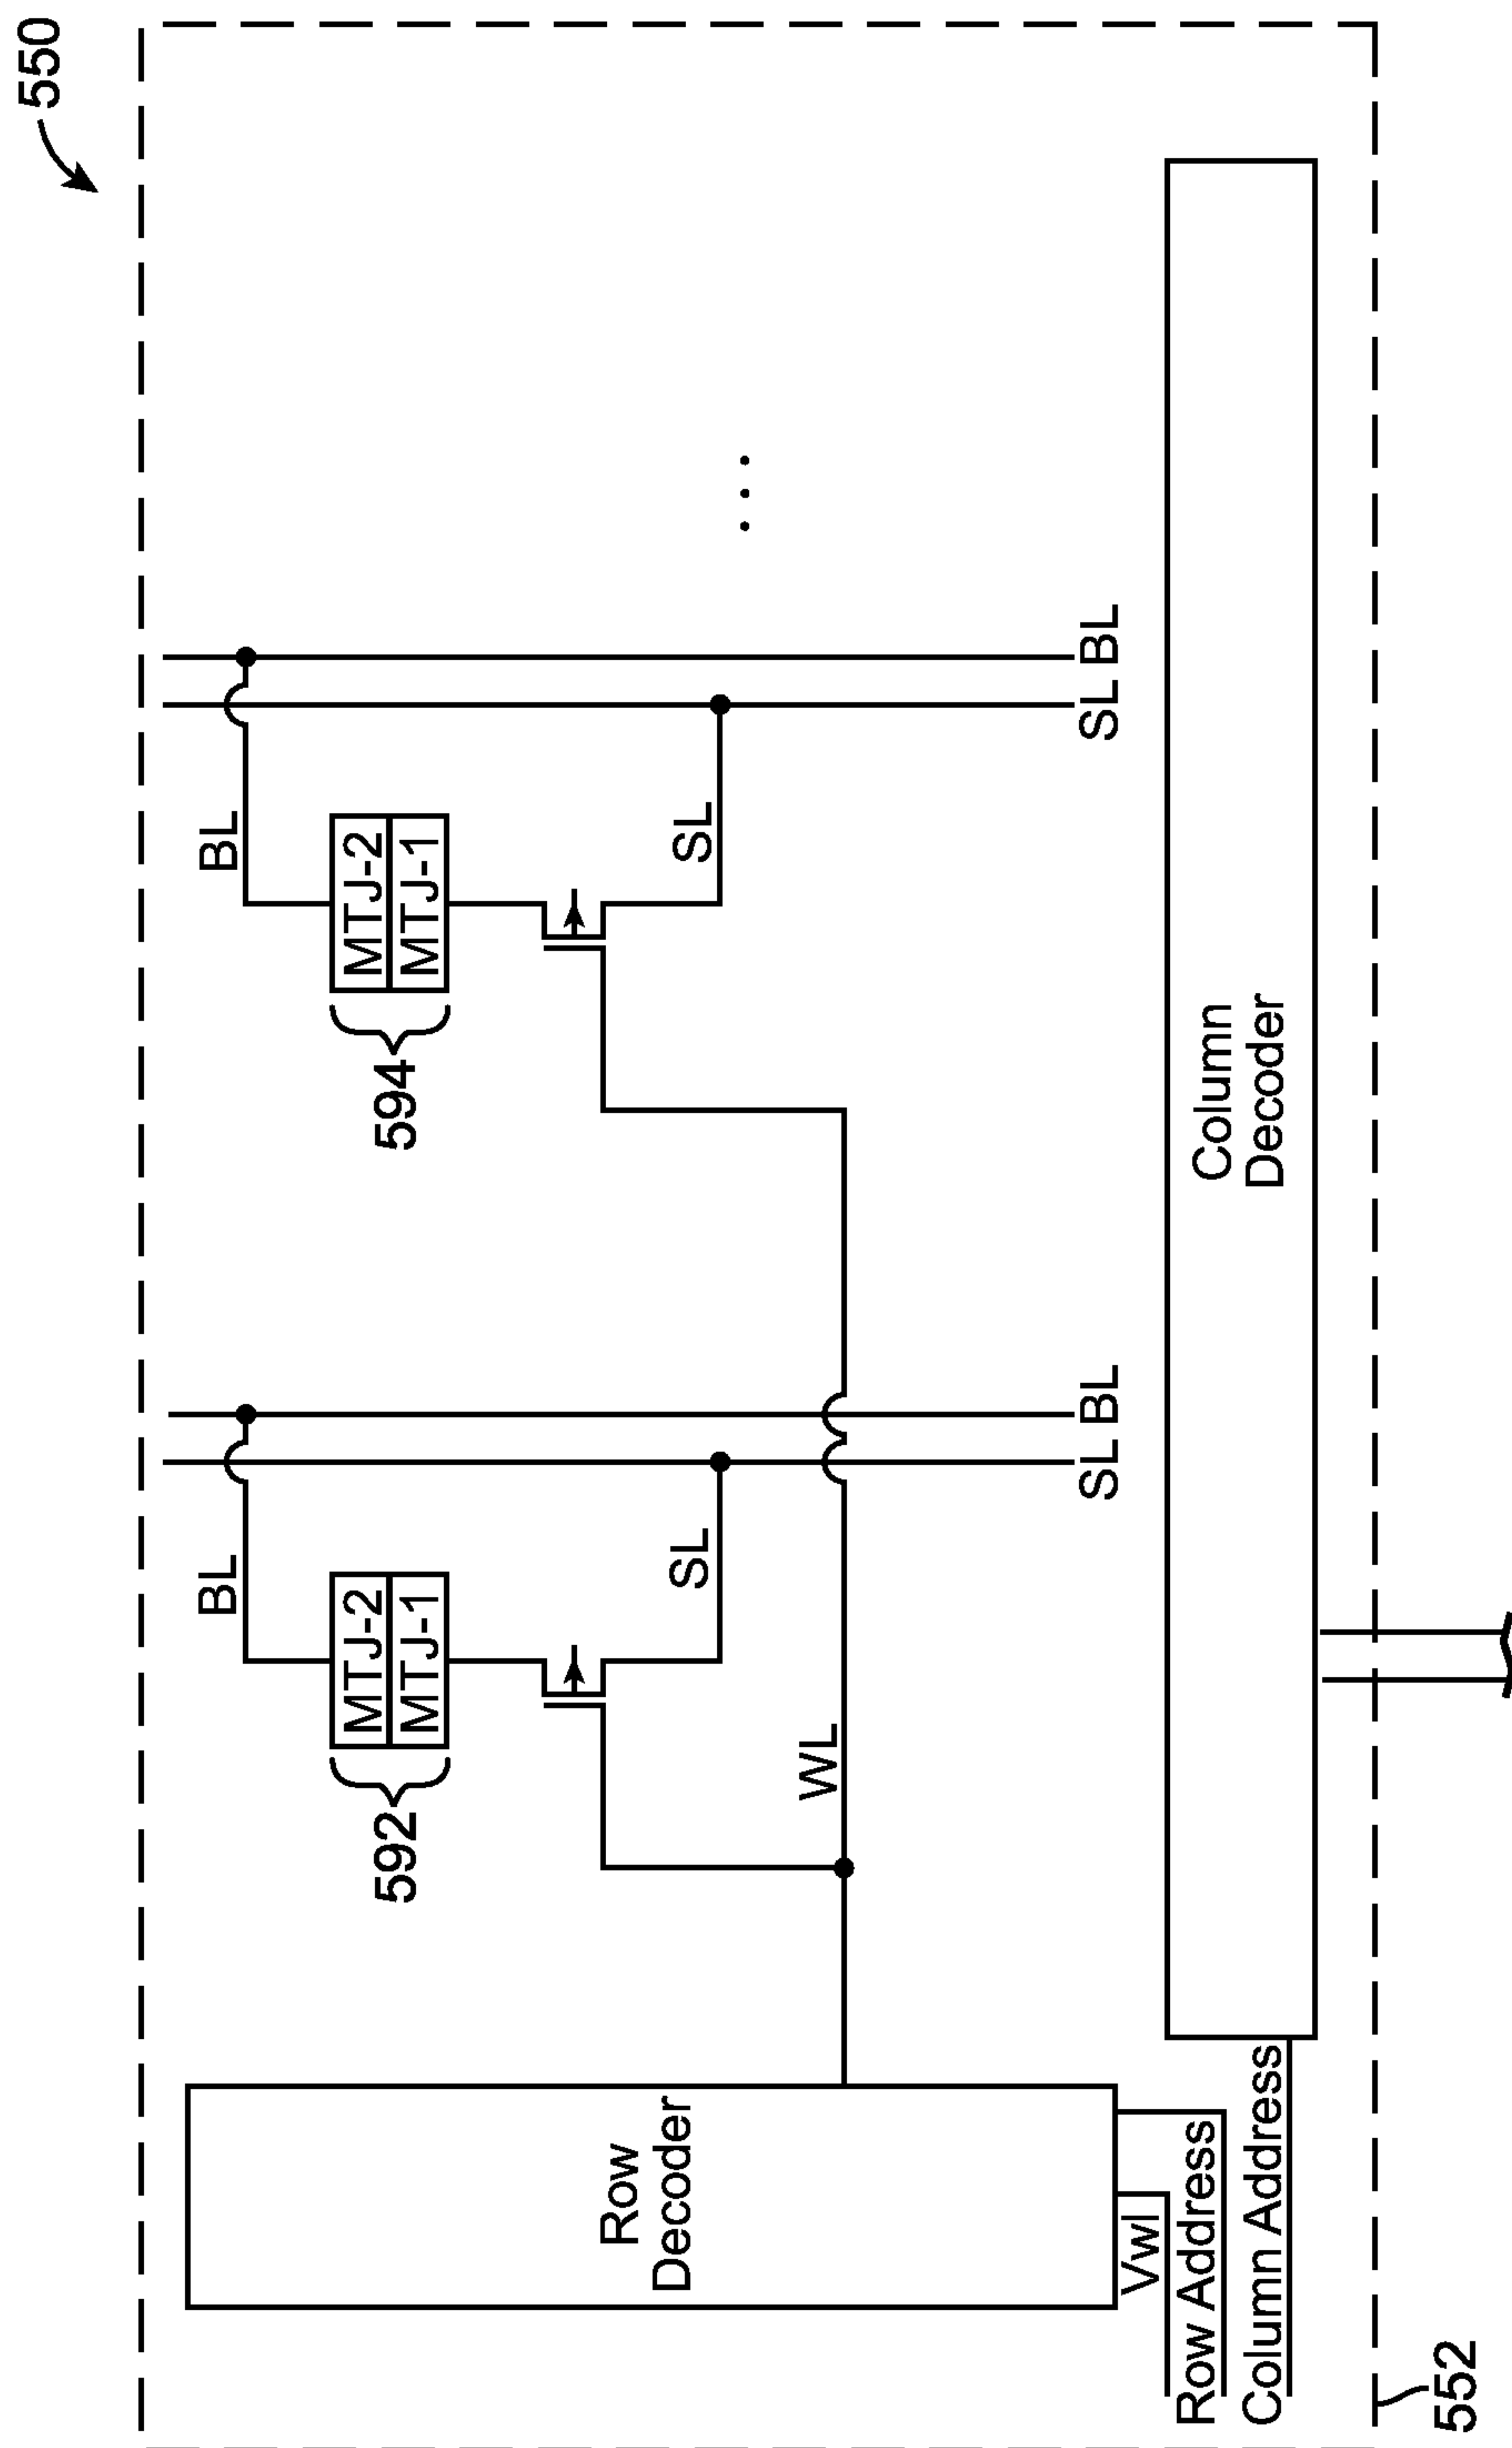 550
BL
BL
592
MTJ-2
MTJ-1
594
MTJ-2
MTJ-1
Row
Decoder
SL
SL
...
WL
SL BL
SL BL
Vwl
Row Address
Column Address
Column
Decoder
552